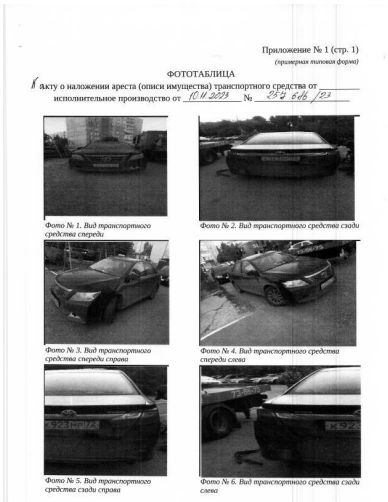 Приложение № 1 (стр. 1)
(примерная типовая форма)
ФОТОТАБЛИЦА
К акту о наложении ареста (описи имущества) транспортного средства от
исполнительное производство от 10.11.2023 № /23
Фото № 1. Вид транспортного
средства спереди
Фото № 2. Вид транспортного средства сзади
Фото № 3. Вид транспортного
средства спереди справа
Фото № 4. Вид транспортного средства
спереди слева
Фото № 5. Вид транспортного
средства сзади справа
Фото № 6. Вид транспортного средства сзади
слева